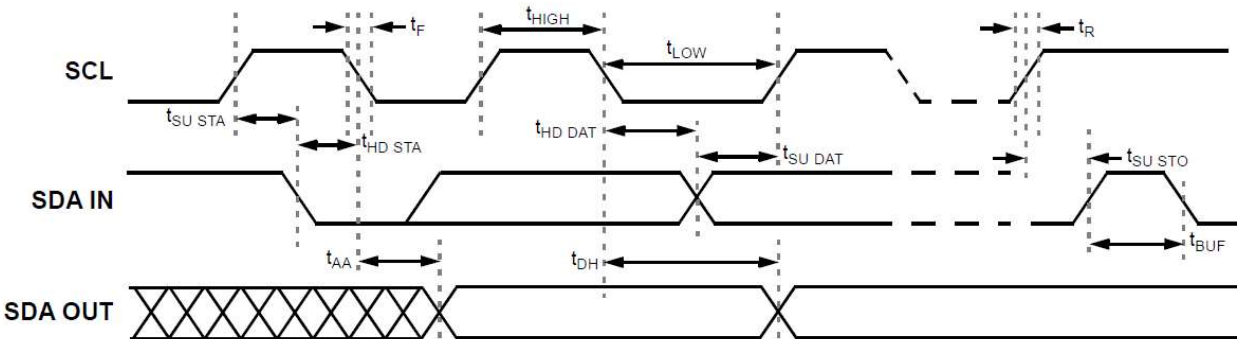 tF
tHIGH
tR
tLOW
SCL
tSU STA
tHD STA
tHD DAT
tSU DAT
tSU STO
SDA IN
tAA
tDH
tBUF
SDA OUT